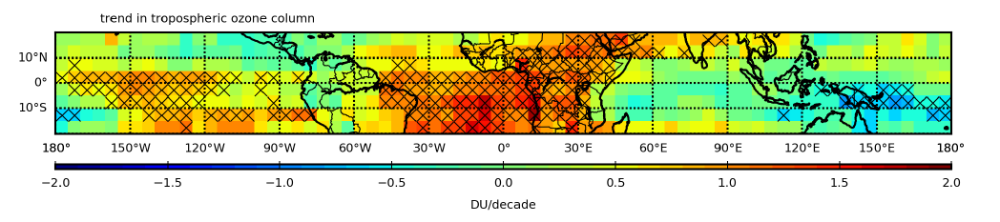 trend in tropospheric ozone column
10°N
0°
10°S
180° 150°W 120°W 90°W 60°W 30°W 0° 30°E 60°E 90°E 120°E 150°E 180°
−2.0 −1.5 −1.0 −0.5 0.0 0.5 1.0 1.5 2.0
DU/decade